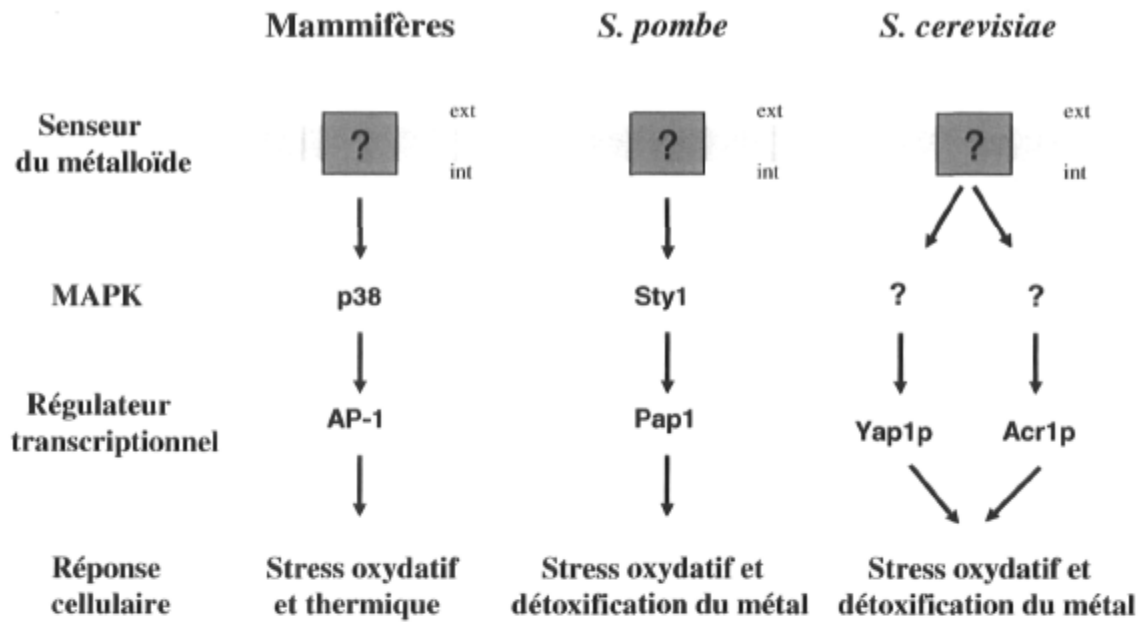 Mammifères S. pombe S. cerevisiae
ext ext ext
Senseur
du métalloïde
? ? ?
int int int
MAPK p38 Sty1 ? ?
Régulateur
transcriptionnel
AP-1 Pap1 Yap1p Acr1p
Réponse
cellulaire
Stress oxydatif
et thermique
Stress oxydatif et
détoxification du métal
Stress oxydatif et
détoxification du métal